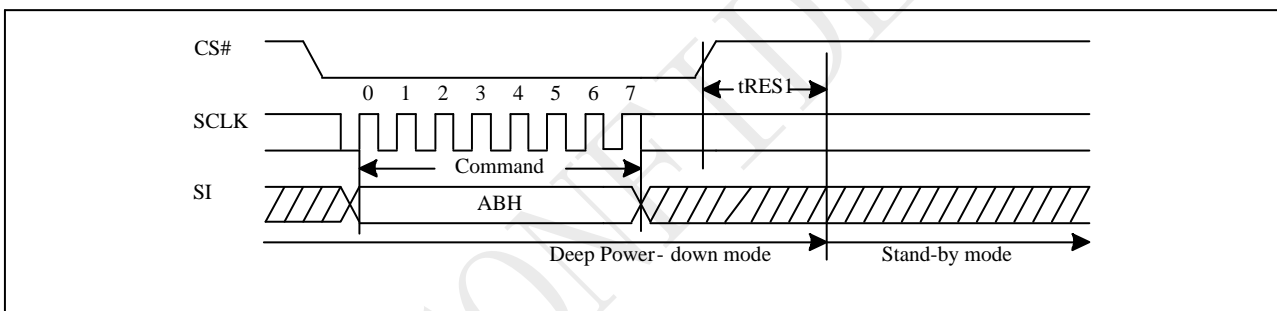 CS#
tRES1
0 1 2 3 4 5 6 7
SCLK
Command
SI
ABH
Deep Power- down mode
Stand-by mode